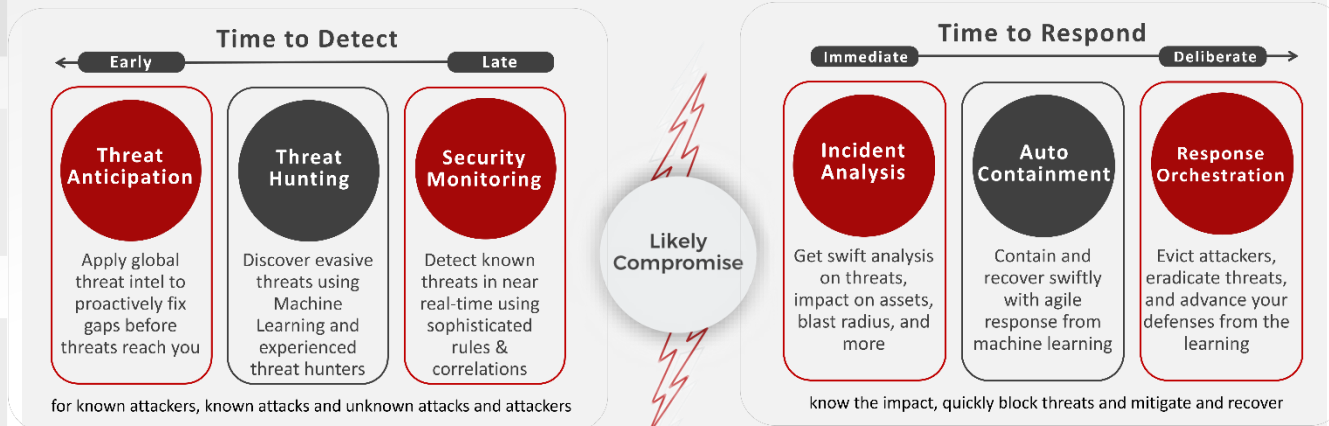 Time to Detect
Early
Late
Threat
Anticipation
Apply global
threat intel to
proactively fix
gaps before
threats reach you
Threat
Hunting
Discover evasive
threats using
Machine
Learning and
experienced
threat hunters
Security
Monitoring
Detect known
threats in near
real-time using
sophisticated
rules &
correlations
for known attackers, known attacks and unknown attacks and attackers
Likely
Compromise
Time to Respond
Immediate
Deliberate
Incident
Analysis
Get swift analysis
on threats,
impact on assets,
blast radius, and
more
Auto
Containment
Contain and
recover swiftly
with agile
response from
machine learning
Response
Orchestration
Evict attackers,
eradicate threats,
and advance your
defenses from the
learning
know the impact, quickly block threats and mitigate and recover